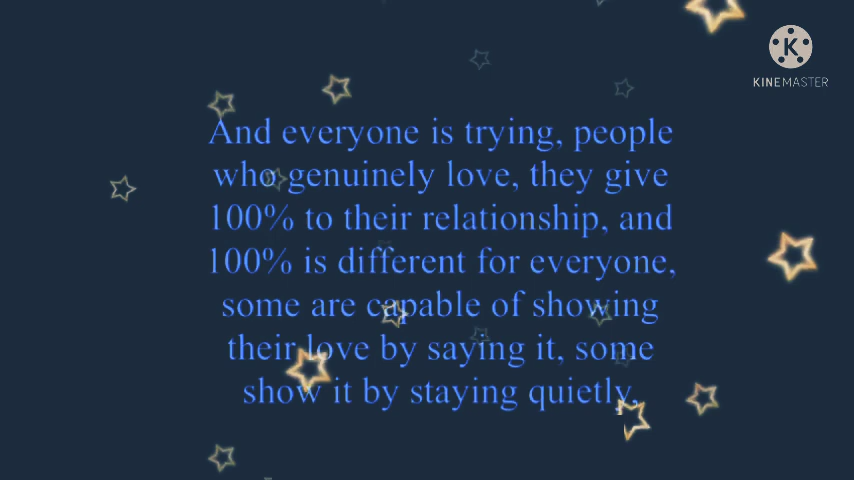 KINEMASTER
And everyone is trying, people
who genuinely love, they give
100% to their relationship, and
100% is different for everyone,
some are capable of showing
their love by saying it, some
show it by staying quietly,